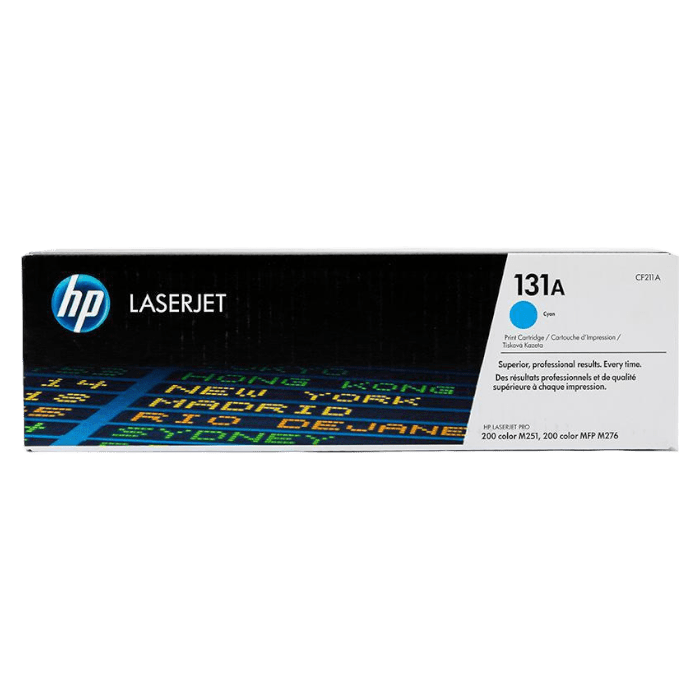 hp
LASERJET
14
HONG KONG
NEW YORK
MADRID
RIO DEJANE
SYDNEY
131A
CF211A
Cyan
Print Cartridge / Cartouche d'Impression /
Tisková Kazeta
Superior, professional results. Every time.
Des résultats professionnels et de qualité
supérieure à chaque impression.
HP LASERJET PRO
200 color M251, 200 color MFP M276